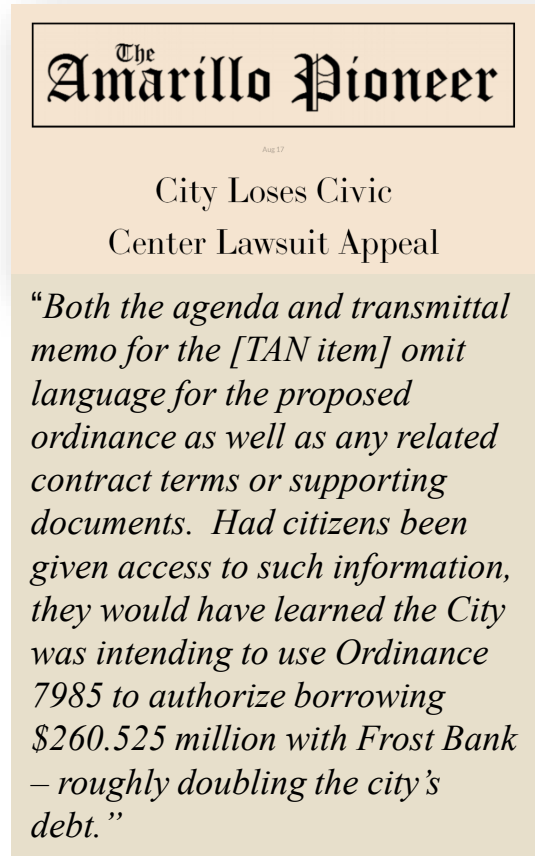 The
Amarillo Pioneer
Aug 17
City Loses Civic
Center Lawsuit Appeal
“Both the agenda and transmittal
memo for the [TAN item] omit
language for the proposed
ordinance as well as any related
contract terms or supporting
documents.  Had citizens been
given access to such information,
they would have learned the City
was intending to use Ordinance
7985 to authorize borrowing
$260.525 million with Frost Bank
– roughly doubling the city’s
debt.”